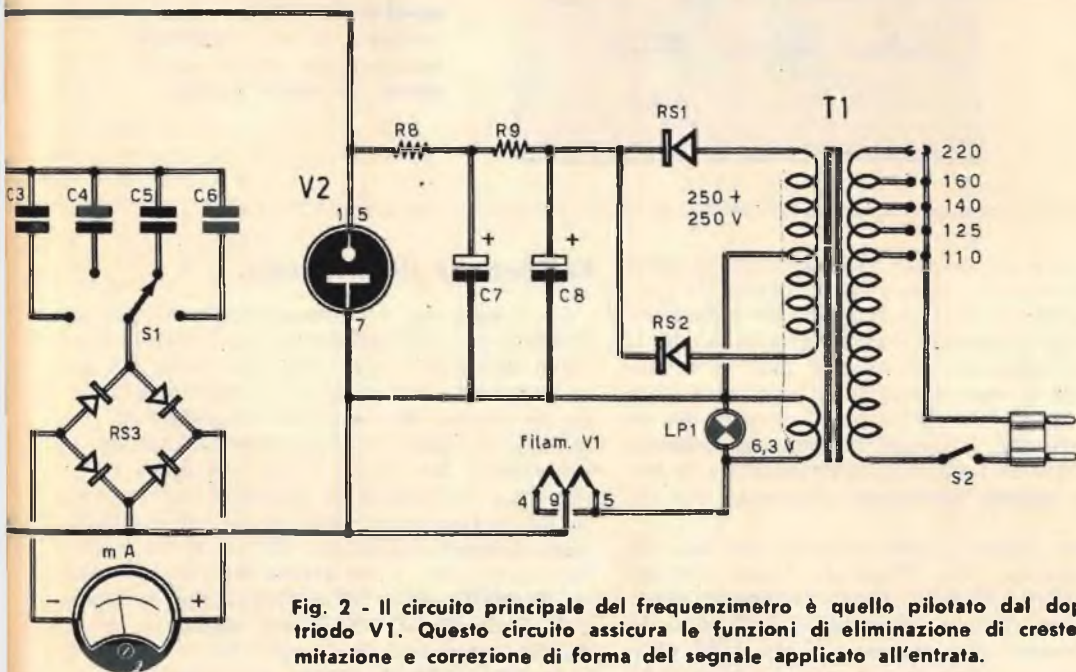 T1
RS1
R8
R9
V2
220
160
140
125
110
250 +
250 V
C3
C4
C5
C6
1
5
+
C7
+
C8
7
S1
RS2
RS3
Filam. V1
LP1
6,3 V
4
9
5
S2
m A
-
+
Fig. 2 - Il circuito principale del frequenzimetro è quello pilotato dal dop
triodo V1. Questo circuito assicura le funzioni di eliminazione di creste
mitazione e correzione di forma del segnale applicato all'entrata.